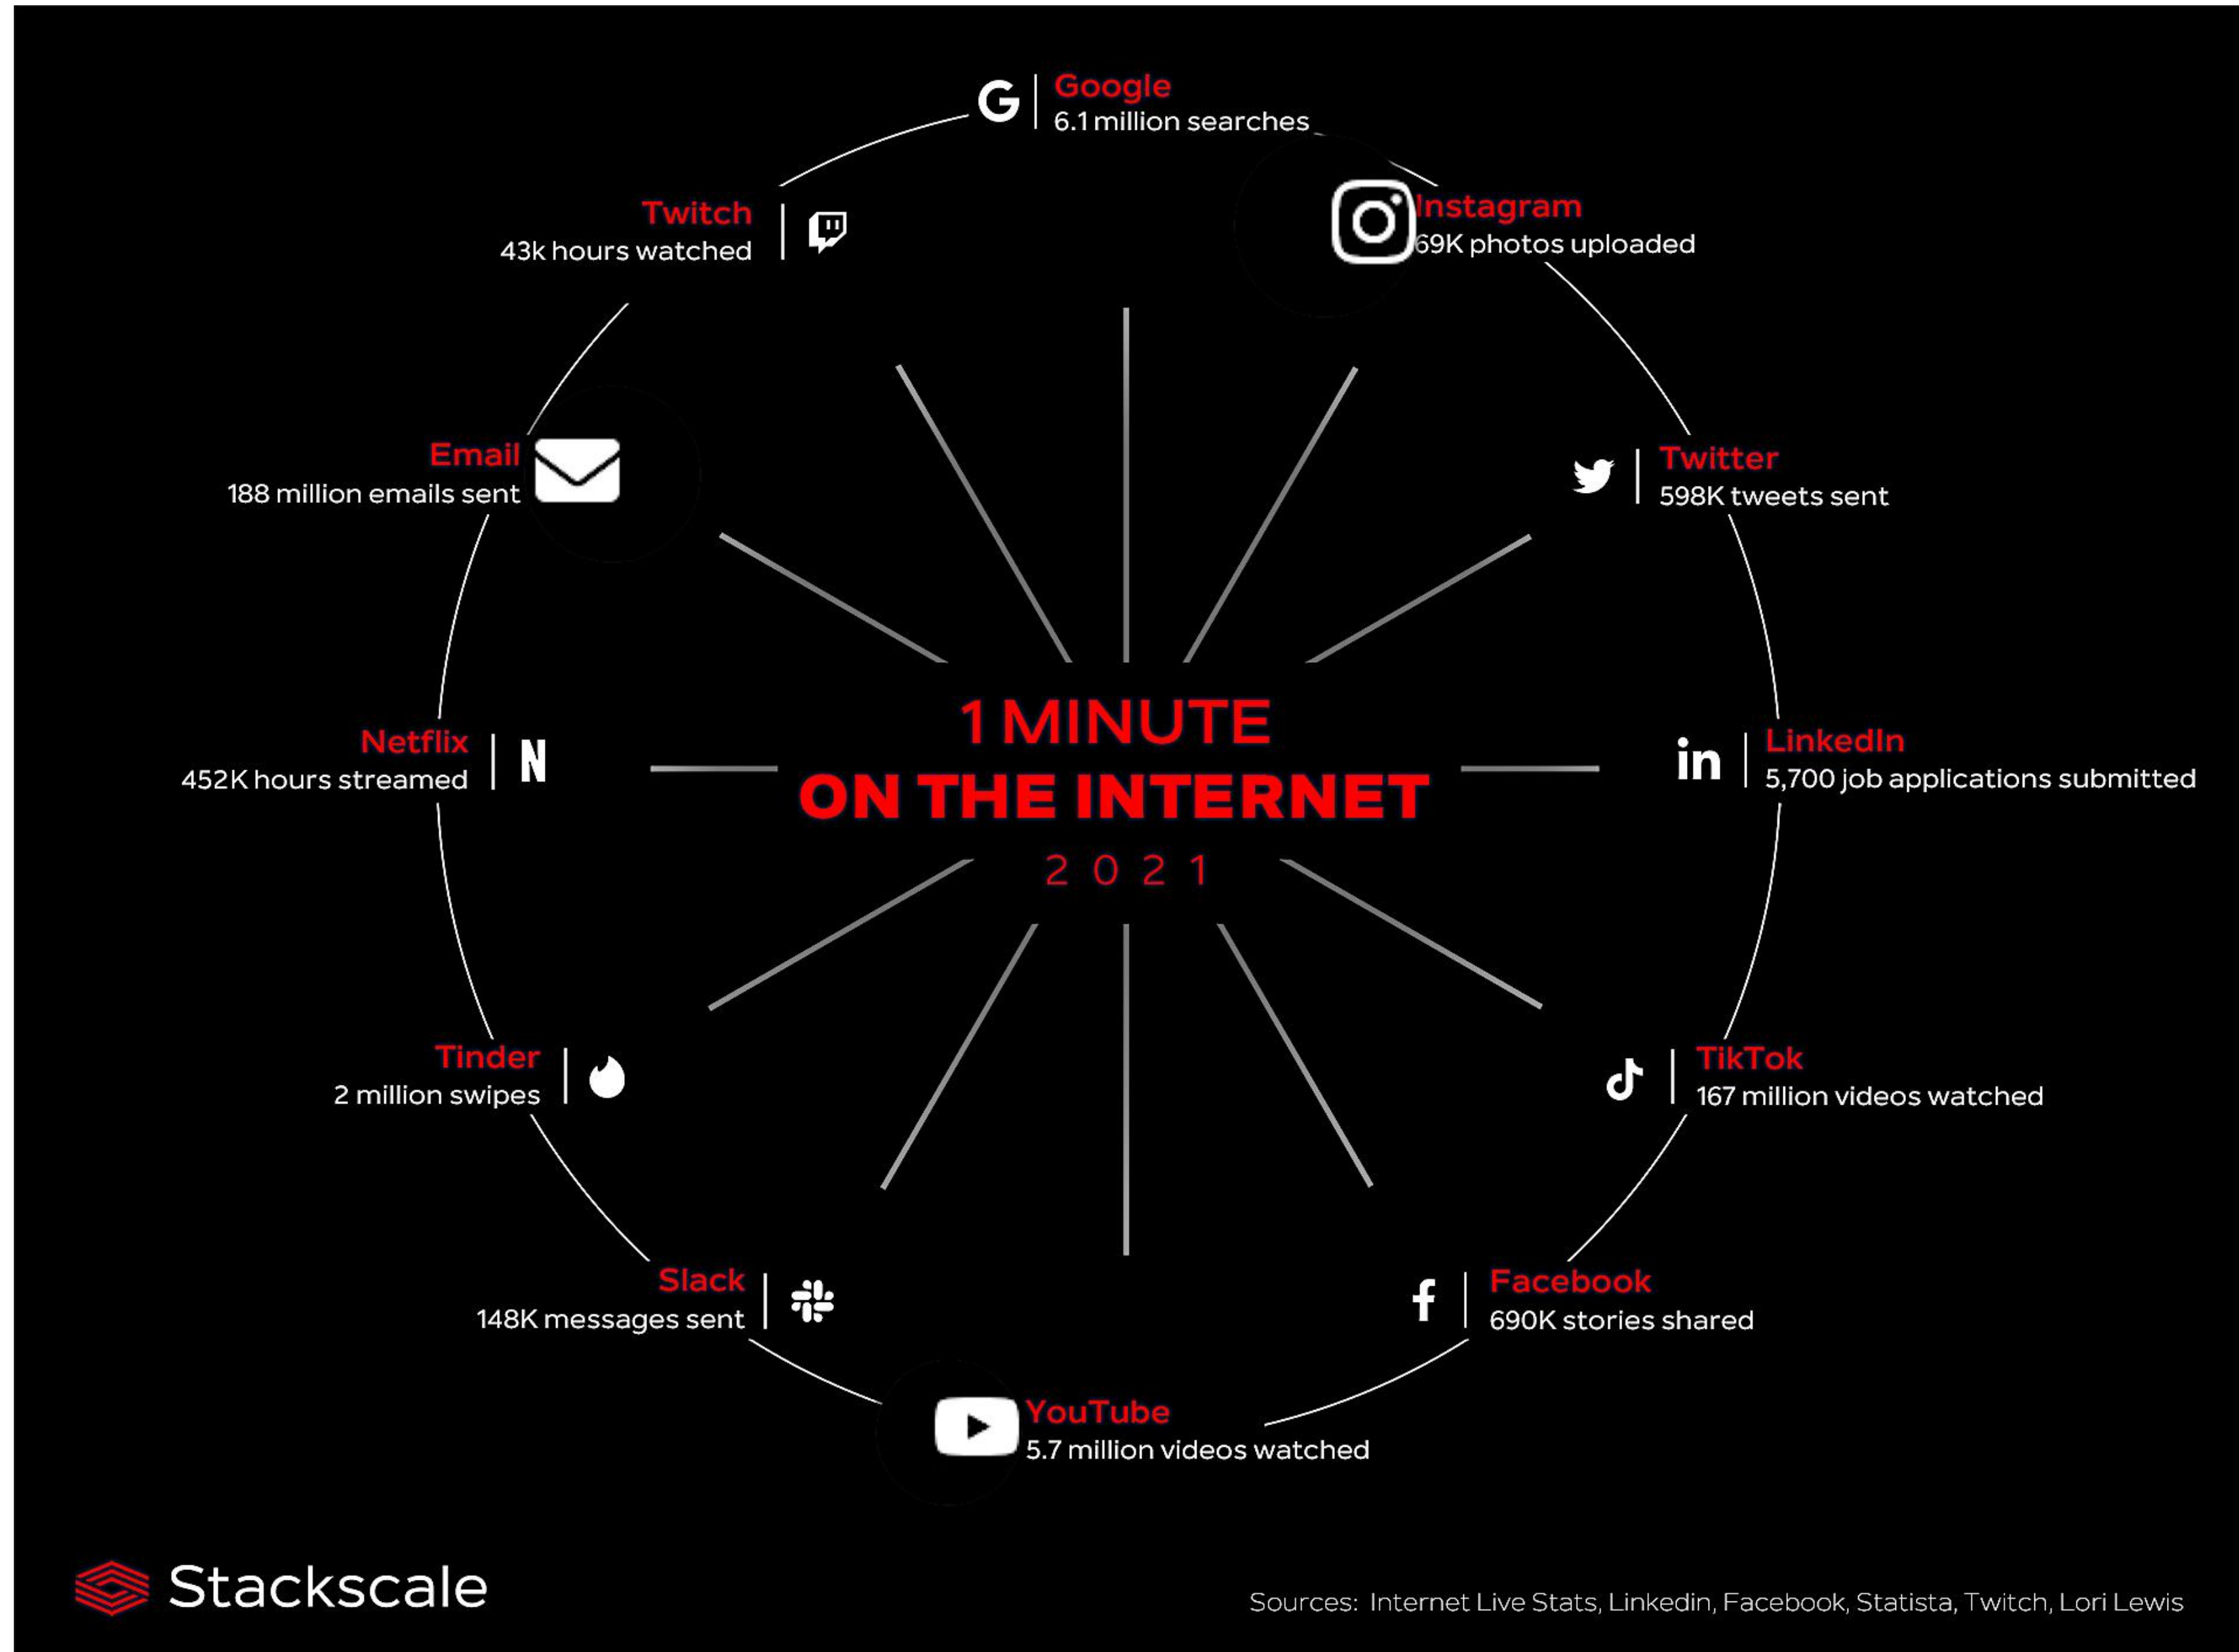 Google
6.1 million searches
Instagram
69K photos uploaded
Twitch
43k hours watched
Email
188 million emails sent
Twitter
598K tweets sent
1 MINUTE
ON THE INTERNET
2021
Netflix
452K hours streamed
N
in
LinkedIn
5,700 job applications submitted
Tinder
2 million swipes
TikTok
167 million videos watched
Slack
148K messages sent
Facebook
690K stories shared
YouTube
5.7 million videos watched
Stackscale
Sources: Internet Live Stats, Linkedin, Facebook, Statista, Twitch, Lori Lewis